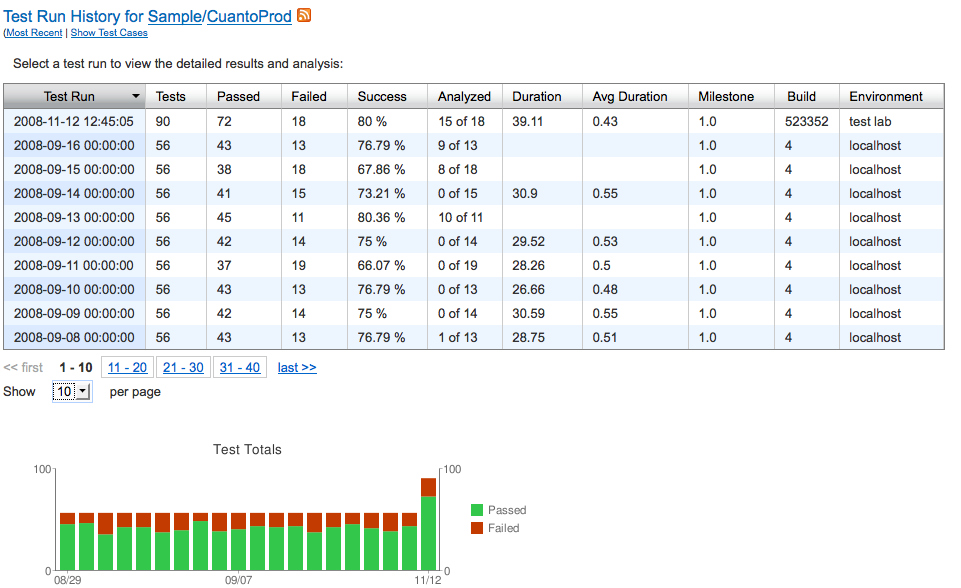 Test Run History for Sample/CuantoProd
(Most Recent | Show Test Cases
Select a test run to view the detailed results and analysis:
Test Run Tests Passed Failed Success Analyzed Duration Avg Duration Milestone Build Environment
2008-11-12 12:45:05 90 72 18 80 % 15 of 18 39.11 0.43 1.0 523352 test lab
2008-09-16 00:00:00 56 43 13 76.79 % 9 of 13 1.0 4 localhost
2008-09-15 00:00:00 56 38 18 67.86 % 8 of 18 1.0 4 localhost
2008-09-14 00:00:00 56 41 15 73.21 % 0 of 15 30.9 0.55 1.0 4 localhost
2008-09-13 00:00:00 56 45 11 80.36 % 10 of 11 1.0 4 localhost
2008-09-12 00:00:00 56 42 14 75 % 0 of 14 29.52 0.53 1.0 4 localhost
2008-09-11 00:00:00 56 37 19 66.07 % 0 of 19 28.26 0.5 1.0 4 localhost
2008-09-10 00:00:00 56 43 13 76.79 % 0 of 13 26.66 0.48 1.0 4 localhost
2008-09-09 00:00:00 56 42 14 75 % 0 of 14 30.59 0.55 1.0 4 localhost
2008-09-08 00:00:00 56 43 13 76.79 % 1 of 13 28.75 0.51 1.0 4 localhost
<< first 1 - 10 11 - 20 21 - 30 31 - 40 last >>
Show 10 per page
Test Totals
100 100
Passed
Failed
0 0
08/29 09/07 11/12